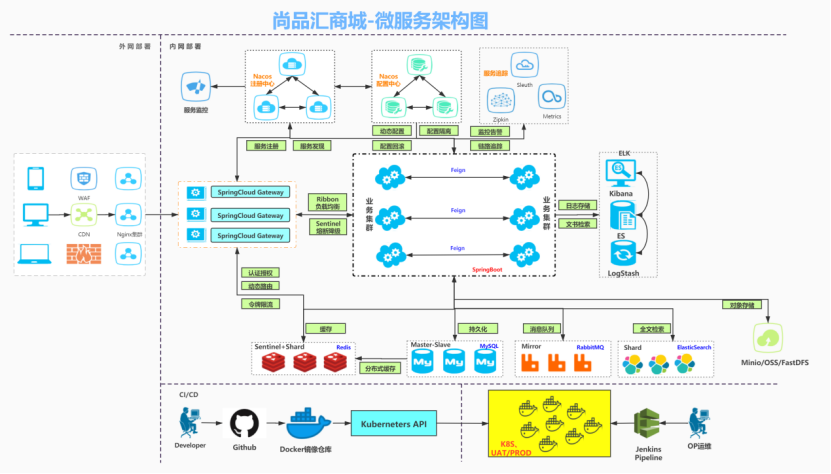 尚品汇商城-微服务架构图
外网部署
内网部署
Nacos
注册中心
Nacos
配置中心
服务追踪
Sleuth
Zipkin
Metrics
服务监控
服务注册
服务发现
动态配置
配置隔离
配置回滚
监控告警
链路追踪
WAF
CDN
Nginx集群
SpringCloud Gateway
SpringCloud Gateway
SpringCloud Gateway
Ribbon
负载均衡
Sentinel
熔断降级
业务集群
Feign
Feign
Feign
业务集群
SpringBoot
日志存储
文书检索
ELK
Kibana
ES
LogStash
认证授权
动态路由
令牌限流
缓存
持久化
消息队列
全文检索
对象存储
Sentinel+Shard
Redis
分布式缓存
Master-Slave
MySQL
Mirror
RabbitMQ
Shard
ElasticSearch
Minio/OSS/FastDFS
CI/CD
Developer
Github
Docker镜像仓库
Kuberneters API
K8S、
UAT/PROD
Jenkins
Pipeline
OP运维